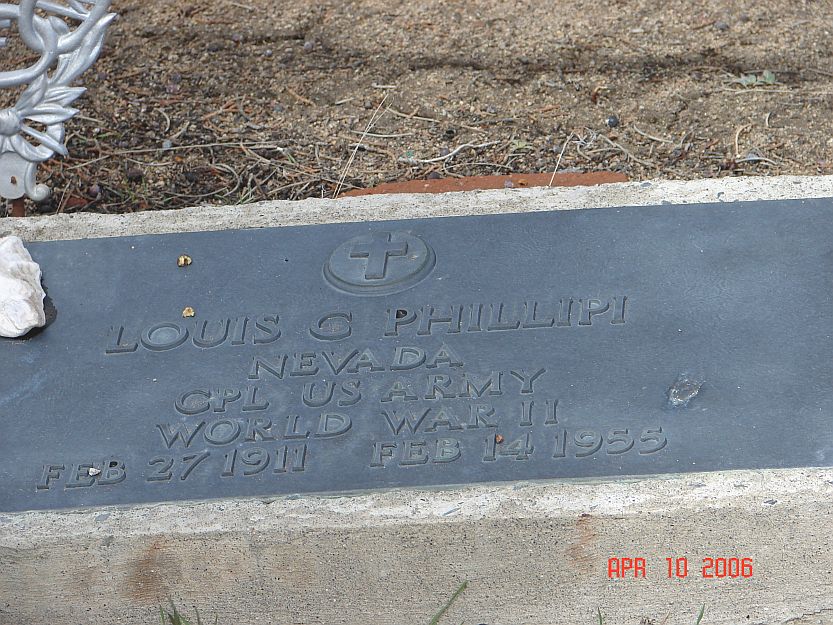 LOUIS G PHILLIPI
NEVADA
CPL US ARMY
WORLD WAR II
FEB 27 1911 FEB 14 1955
APR 10 2006